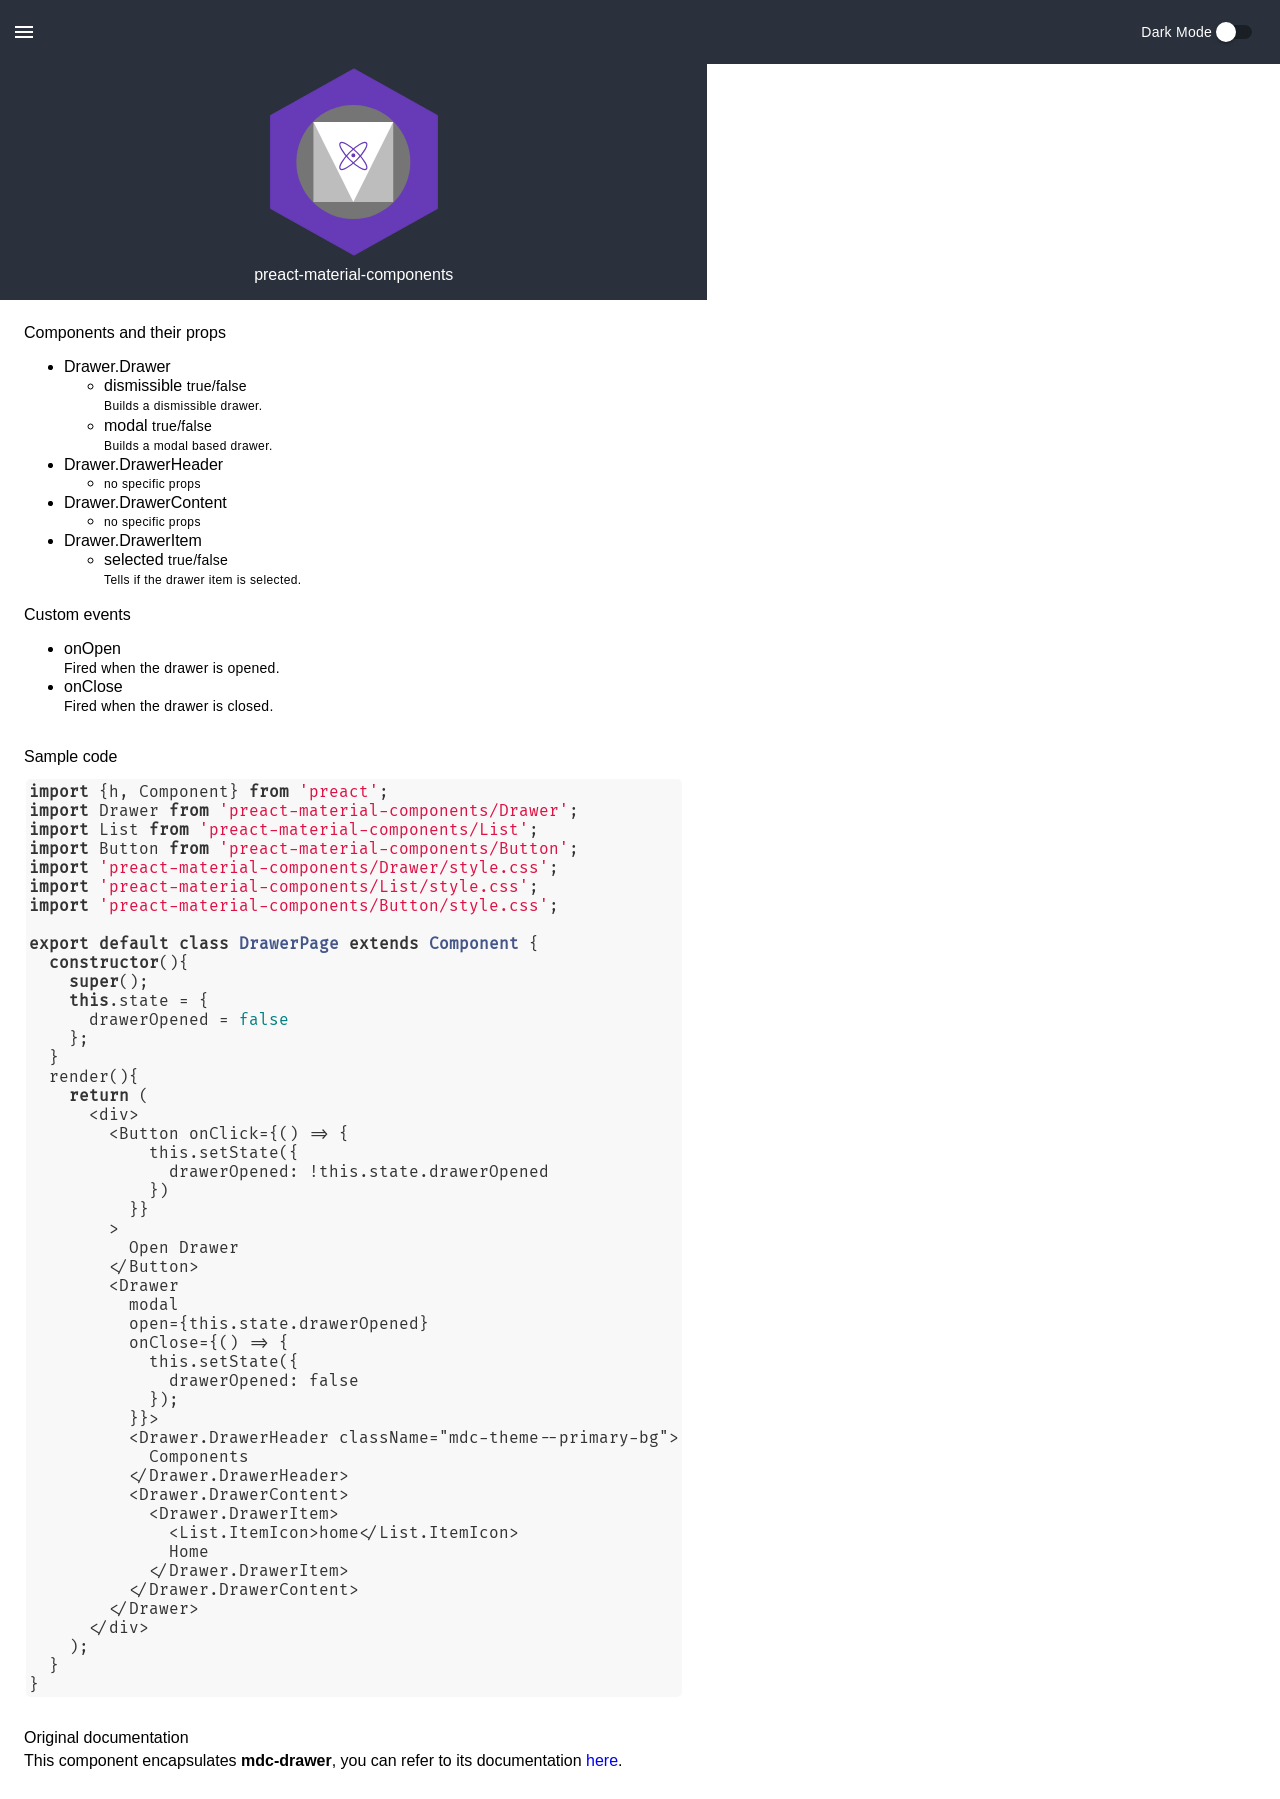 Dark Mode
preact-material-components
Components and their props
Drawer.Drawer
dismissible true/false
Builds a dismissible drawer.
modal true/false
Builds a modal based drawer.
Drawer.DrawerHeader
no specific props
Drawer.DrawerContent
no specific props
Drawer.DrawerItem
selected true/false
Tells if the drawer item is selected.
Custom events
onOpen
Fired when the drawer is opened.
onClose
Fired when the drawer is closed.
Sample code
import {h, Component} from 'preact';
import Drawer from 'preact-material-components/Drawer';
import List from 'preact-material-components/List';
import Button from 'preact-material-components/Button';
import 'preact-material-components/Drawer/style.css';
import 'preact-material-components/List/style.css';
import 'preact-material-components/Button/style.css';

export default class DrawerPage extends Component {
  constructor(){
    super();
    this.state = {
      drawerOpened = false
    };
  }
  render(){
    return (
      <div>
        <Button onClick={() => {
            this.setState({
              drawerOpened: !this.state.drawerOpened
            })
          }}
        >
          Open Drawer
        </Button>
        <Drawer
          modal
          open={this.state.drawerOpened}
          onClose={() => {
            this.setState({
              drawerOpened: false
            });
          }}>
          <Drawer.DrawerHeader className="mdc-theme--primary-bg">
            Components
          </Drawer.DrawerHeader>
          <Drawer.DrawerContent>
            <Drawer.DrawerItem>
              <List.ItemIcon>home</List.ItemIcon>
              Home
            </Drawer.DrawerItem>
          </Drawer.DrawerContent>
        </Drawer>
      </div>
    );
  }
}
Original documentation
This component encapsulates mdc-drawer, you can refer to its documentation here.